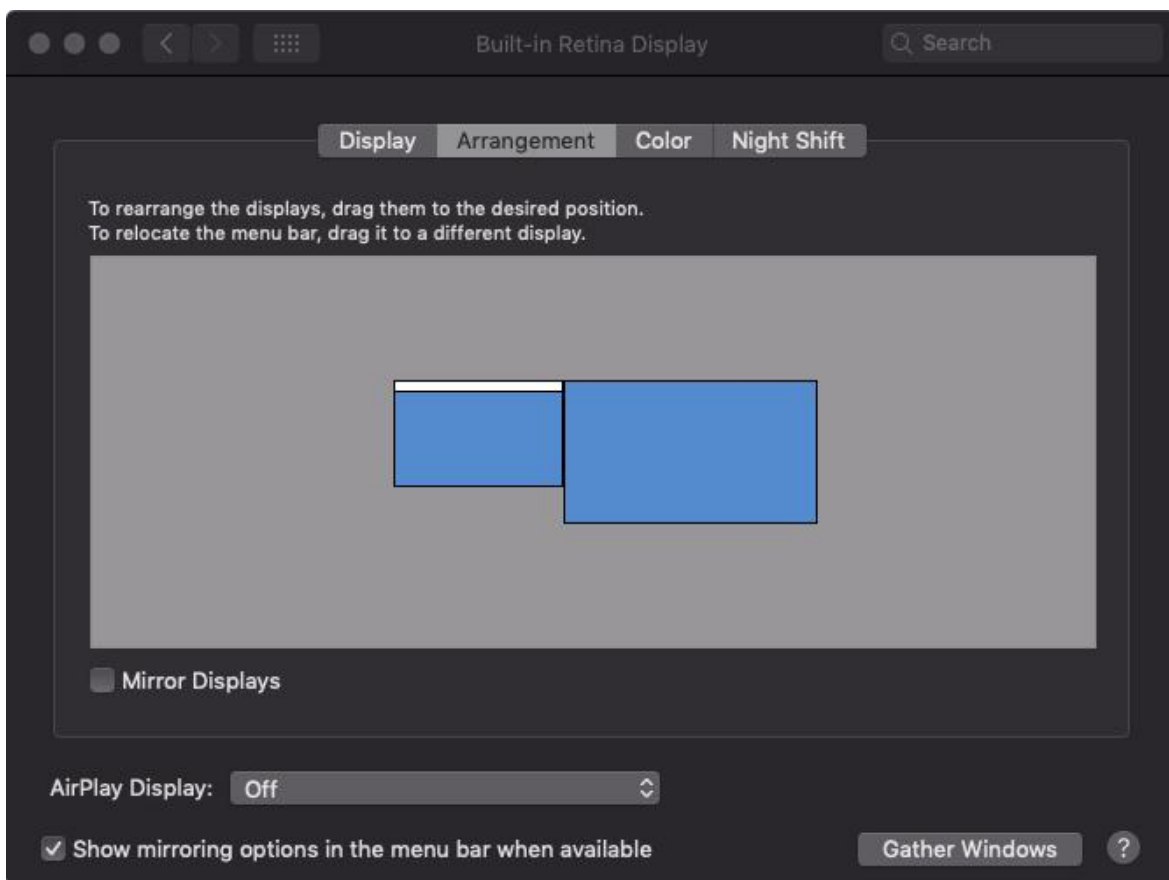 Built-in Retina Display
Search
Display Arrangement Color Night Shift
To rearrange the displays, drag them to the desired position.
To relocate the menu bar, drag it to a different display.
Mirror Displays
AirPlay Display: Off
Show mirroring options in the menu bar when available
Gather Windows ?